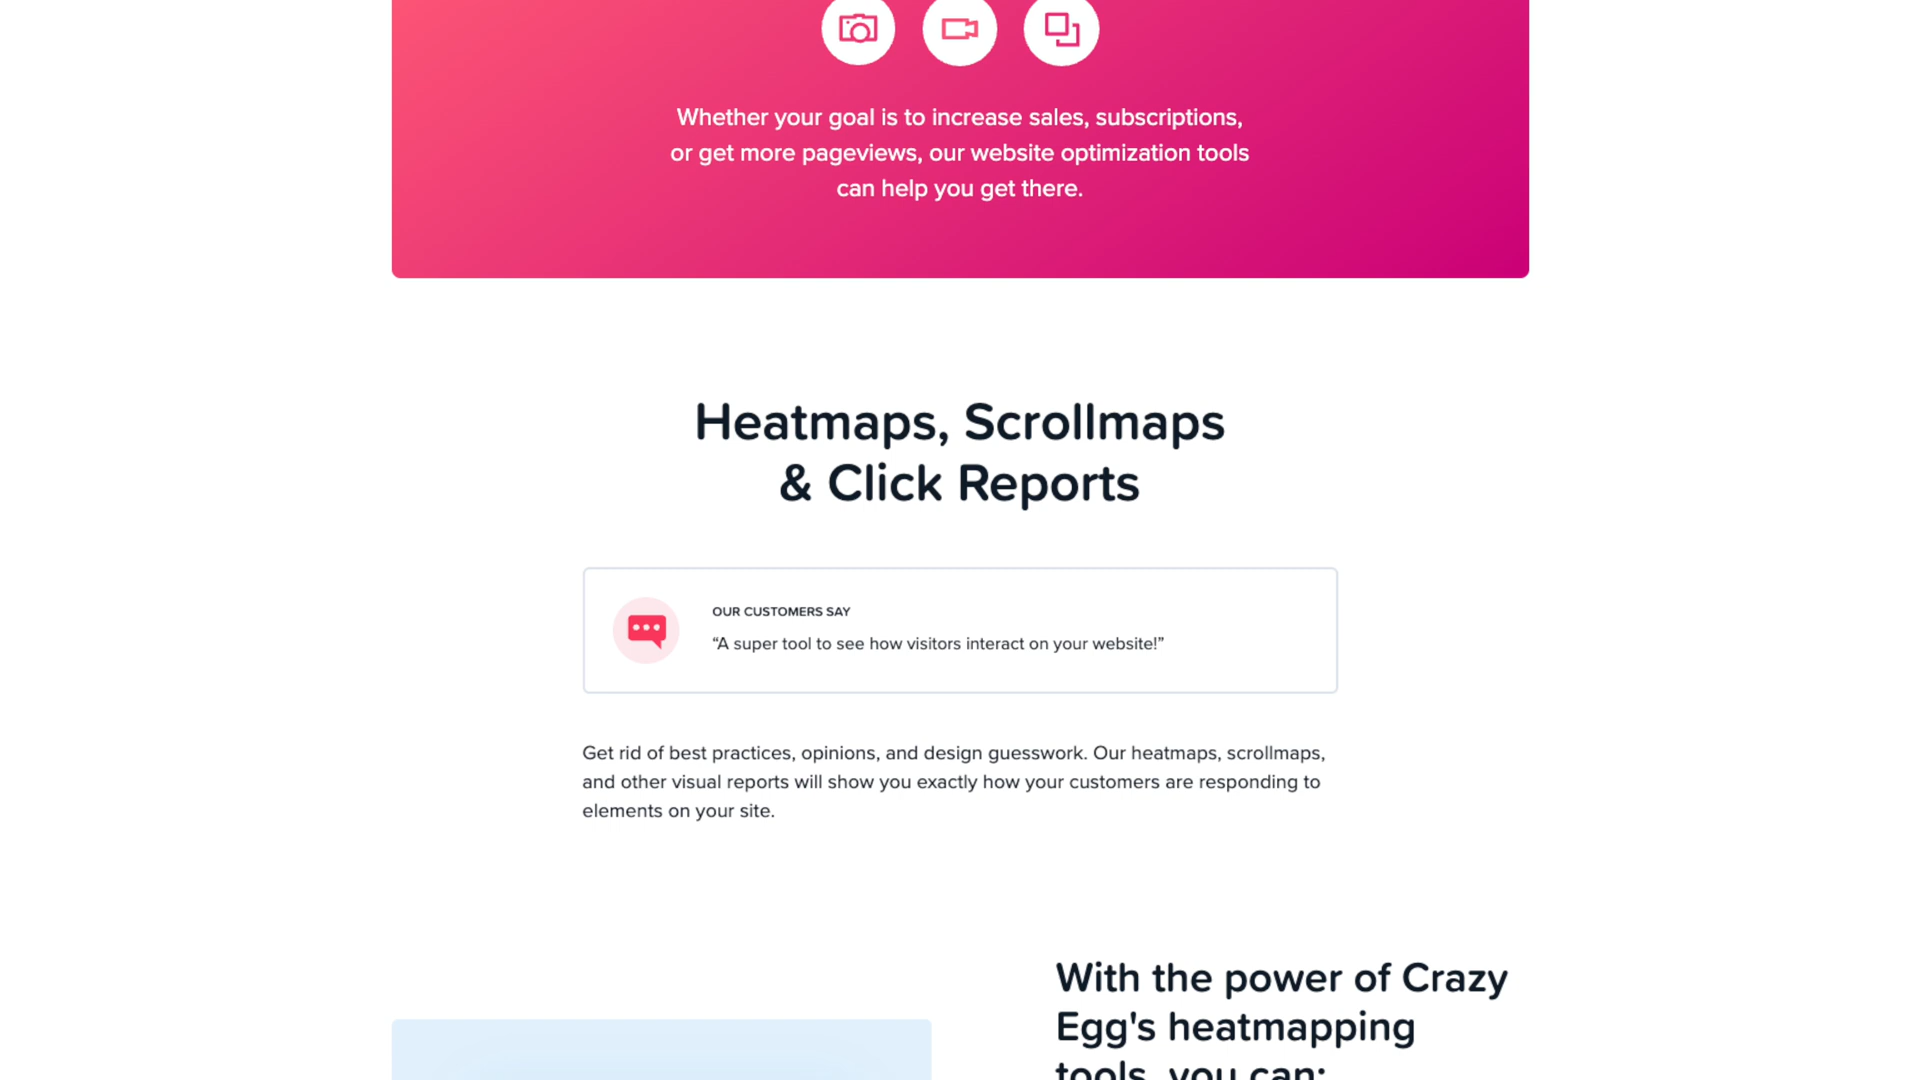 Whether your goal is to increase sales, subscriptions,
or get more pageviews, our website optimization tools
can help you get there.
Heatmaps, Scrollmaps
& Click Reports
OUR CUSTOMERS SAY
“A super tool to see how visitors interact on your website!”
Get rid of best practices, opinions, and design guesswork. Our heatmaps, scrollmaps,
and other visual reports will show you exactly how your customers are responding to
elements on your site.
With the power of Crazy
Egg's heatmapping
tools, you can: